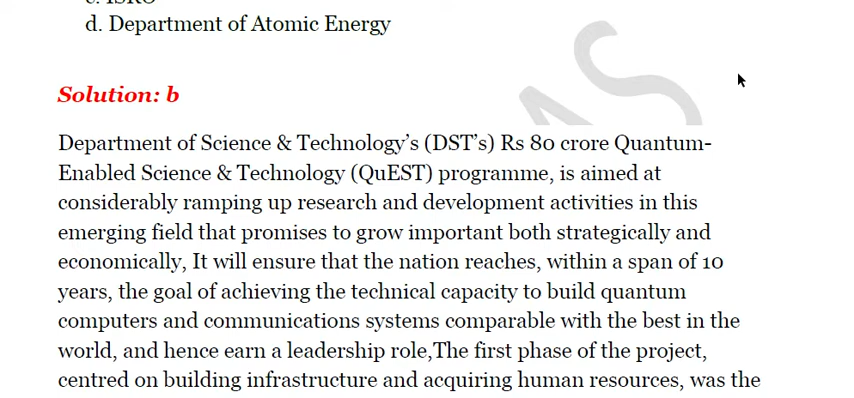 c. ISRO
d. Department of Atomic Energy
Solution: b
Department of Science & Technology's (DST's) Rs 80 crore Quantum-
Enabled Science & Technology (QuEST) programme, is aimed at
considerably ramping up research and development activities in this
emerging field that promises to grow important both strategically and
economically, It will ensure that the nation reaches, within a span of 10
years, the goal of achieving the technical capacity to build quantum
computers and communications systems comparable with the best in the
world, and hence earn a leadership role,The first phase of the project,
centred on building infrastructure and acquiring human resources, was the